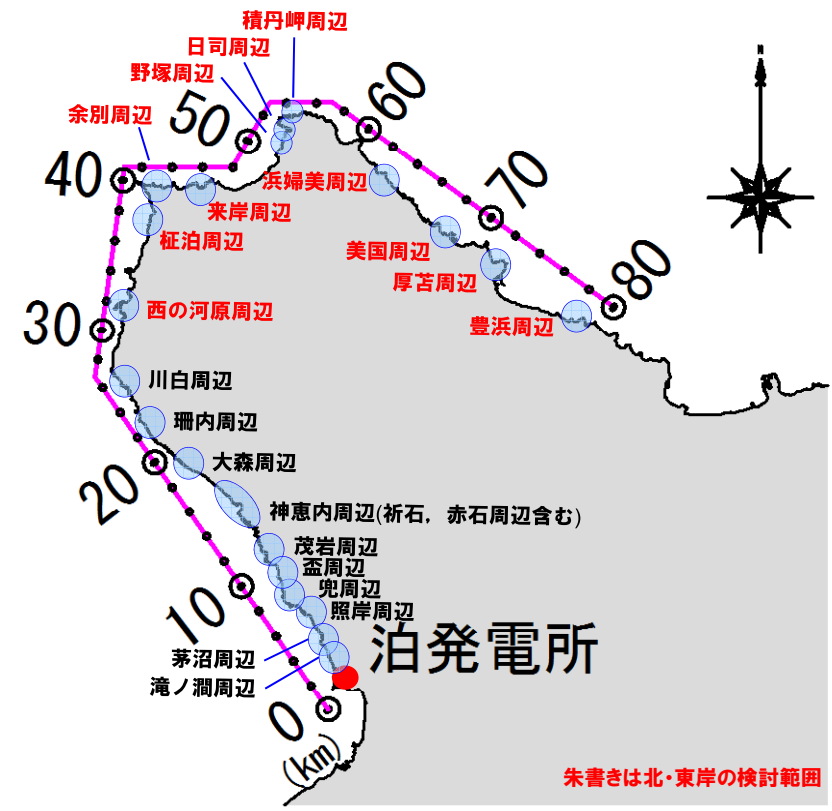 積丹岬周辺
日司周辺
野塚周辺
余別周辺
N
60
50
40
浜婦美周辺
70
来岸周辺
柾泊周辺
美国周辺
厚苫周辺
80
西の河原周辺
豊浜周辺
30
川白周辺
珊内周辺
大森周辺
20
神恵内周辺(祈石，赤石周辺含む)
茂岩周辺
盃周辺
兜周辺
10
照岸周辺
茅沼周辺
泊発電所
滝ノ澗周辺
0
(km)
朱書きは北・東岸の検討範囲